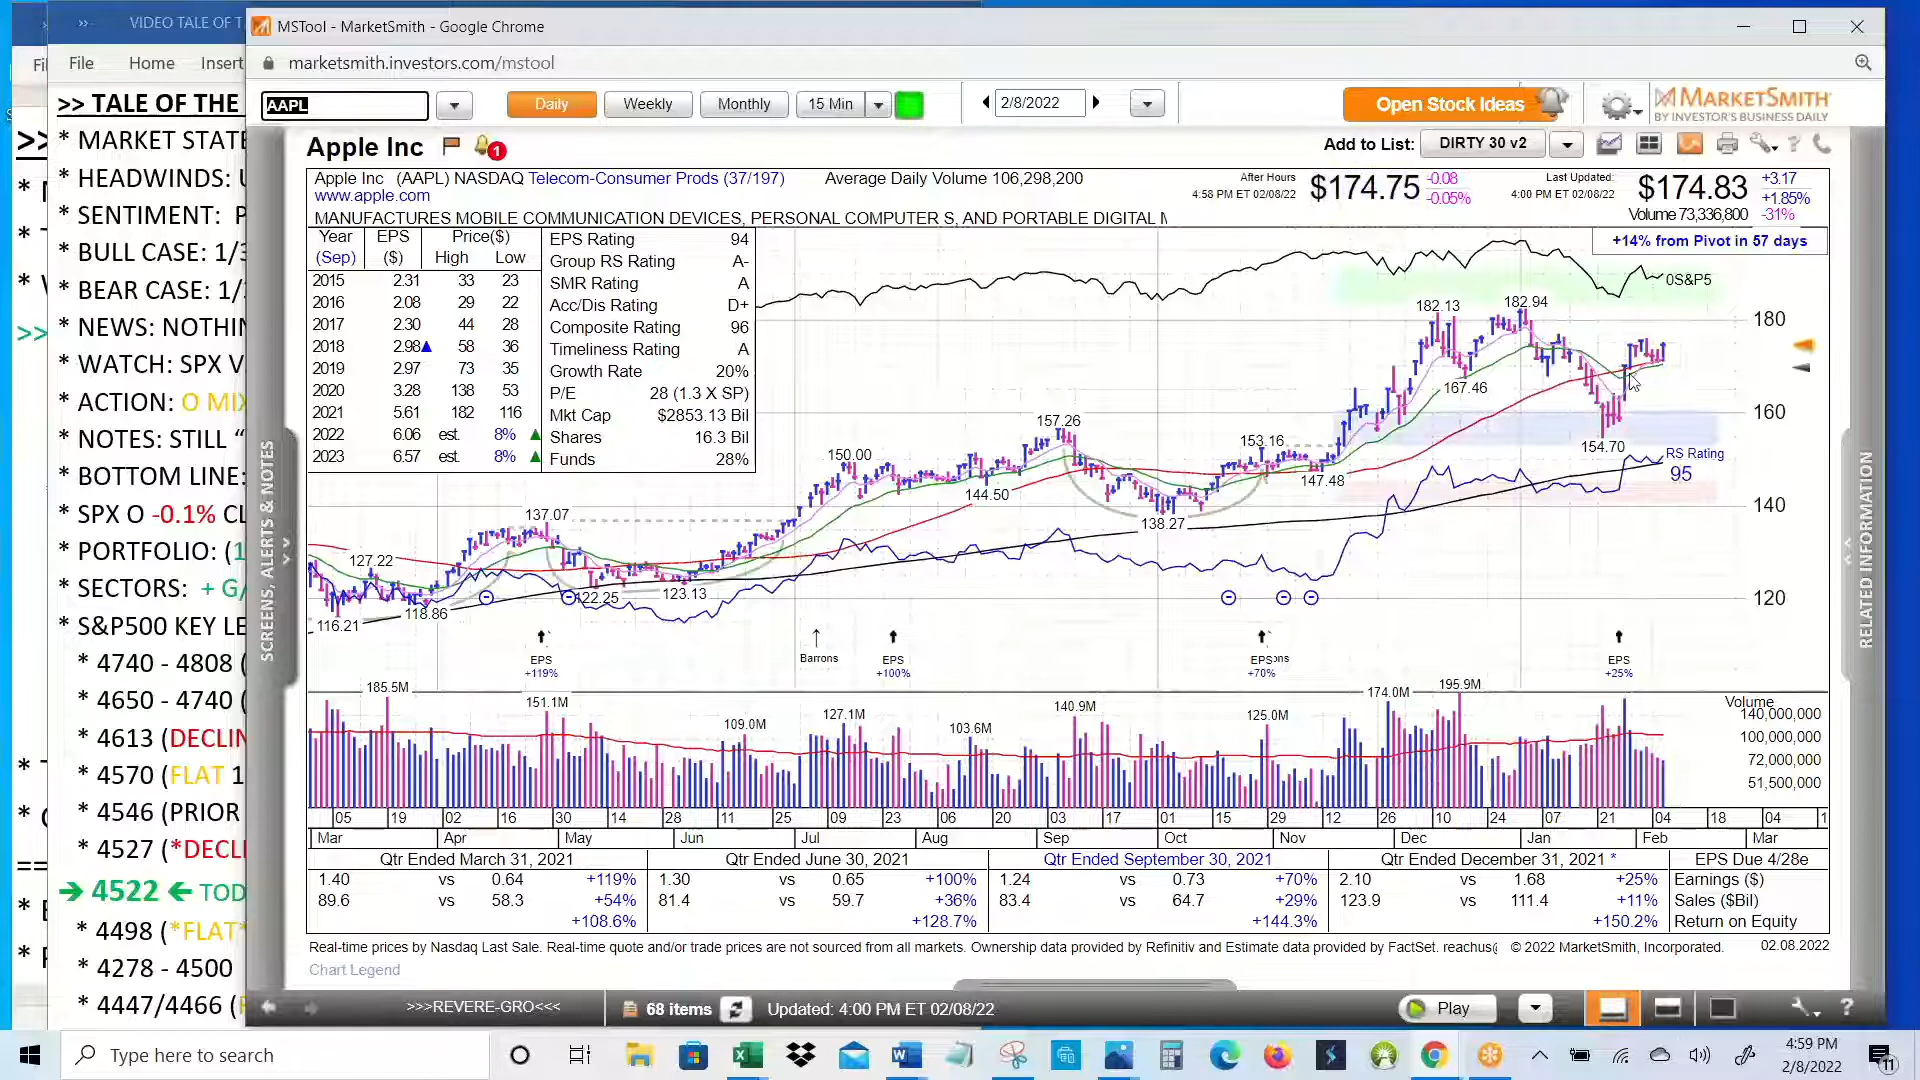 VIDEO TALE OF T
MSTool - MarketSmith - Google Chrome
File Home Insert
marketsmith.investors.com/mstool
>> TALE OF THE
* MARKET STATE
* HEADWINDS: U
* SENTIMENT: P
* BULL CASE: 1/3
* BEAR CASE: 1/
* NEWS: NOTHIN
* WATCH: SPX V
* ACTION: O MIX
* NOTES: STILL "
* BOTTOM LINE:
* SPX O -0.1% CL
* PORTFOLIO: (1
* SECTORS: + G/
* S&P500 KEY LE
* 4740 - 4808 (
* 4650 - 4740 (
* 4613 (DECLIN
* 4570 (FLAT 1
* 4546 (PRIOR
* 4527 (*DECLI
4522 TOD
* 4498 (*FLAT*
* 4278 - 4500
* 4447/4466 (
AAPL Daily Weekly Monthly 15 Min 2/8/2022 Open Stock Ideas MARKETSMITH
BY INVESTOR'S BUSINESS DAILY
Apple Inc 1 Add to List: DIRTY 30 v2
Apple Inc (AAPL) NASDAQ Telecom-Consumer Prods (37/197) Average Daily Volume 106,298,200
www.apple.com
After Hours
4:58 PM ET 02/08/22 $174.75 -0.08
-0.05%
Last Updated:
4:00 PM ET 02/08/22 $174.83 +3.17
+1.85%
Volume 73,336,800 -31%
MANUFACTURES MOBILE COMMUNICATION DEVICES, PERSONAL COMPUTER S, AND PORTABLE DIGITAL M
+14% from Pivot in 57 days
Year EPS Price($)
(Sep) ($) High Low
2015 2.31 33 23
2016 2.08 29 22
2017 2.30 44 28
2018 2.98 58 36
2019 2.97 73 35
2020 3.28 138 53
2021 5.61 182 116
2022 6.06 est. 8%
2023 6.57 est. 8%
EPS Rating 94
Group RS Rating A-
SMR Rating A
Acc/Dis Rating D+
Composite Rating 96
Timeliness Rating A
Growth Rate 20%
P/E 28 (1.3 X SP)
Mkt Cap $2853.13 Bil
Shares 16.3 Bil
Funds 28%
0S&P5
182.13 182.94
180
167.46
160
157.26
154.70
153.16
150.00
RS Rating
95
147.48
144.50
140
138.27
137.07
127.22
123.13
122.25
120
118.86
116.21
EPS
+119%
Barrons
EPS
+100%
EPS ns
+70%
EPS
+25%
SCREENS, ALERTS & NOTES
RELATED INFORMATION
185.5M 151.1M 109.0M 127.1M 103.6M 140.9M 125.0M 174.0M 195.9M
Volume
140,000,000
100,000,000
72,000,000
51,500,000
05 19 02 16 30 14 28 11 25 09 23 06 20 03 17 01 15 29 12 26 10 24 07 21 04 18 04 1
Mar Apr May Jun Jul Aug Sep Oct Nov Dec Jan Feb Mar
Qtr Ended March 31, 2021 Qtr Ended June 30, 2021 Qtr Ended September 30, 2021 Qtr Ended December 31, 2021 * EPS Due 4/28e
1.40 vs 0.64 +119% 1.30 vs 0.65 +100% 1.24 vs 0.73 +70% 2.10 vs 1.68 +25% Earnings ($)
89.6 vs 58.3 +54% 81.4 vs 59.7 +36% 83.4 vs 64.7 +29% 123.9 vs 111.4 +11% Sales ($Bil)
+108.6% +128.7% +144.3% +150.2% Return on Equity
Real-time prices by Nasdaq Last Sale. Real-time quote and/or trade prices are not sourced from all markets. Ownership data provided by Refinitiv and Estimate data provided by FactSet. reachus@ © 2022 MarketSmith, Incorporated. 02.08.2022
Chart Legend
>>>REVERE-GRO<<< 68 items Updated: 4:00 PM ET 02/08/22 Play
Type here to search
4:59 PM
2/8/2022
11